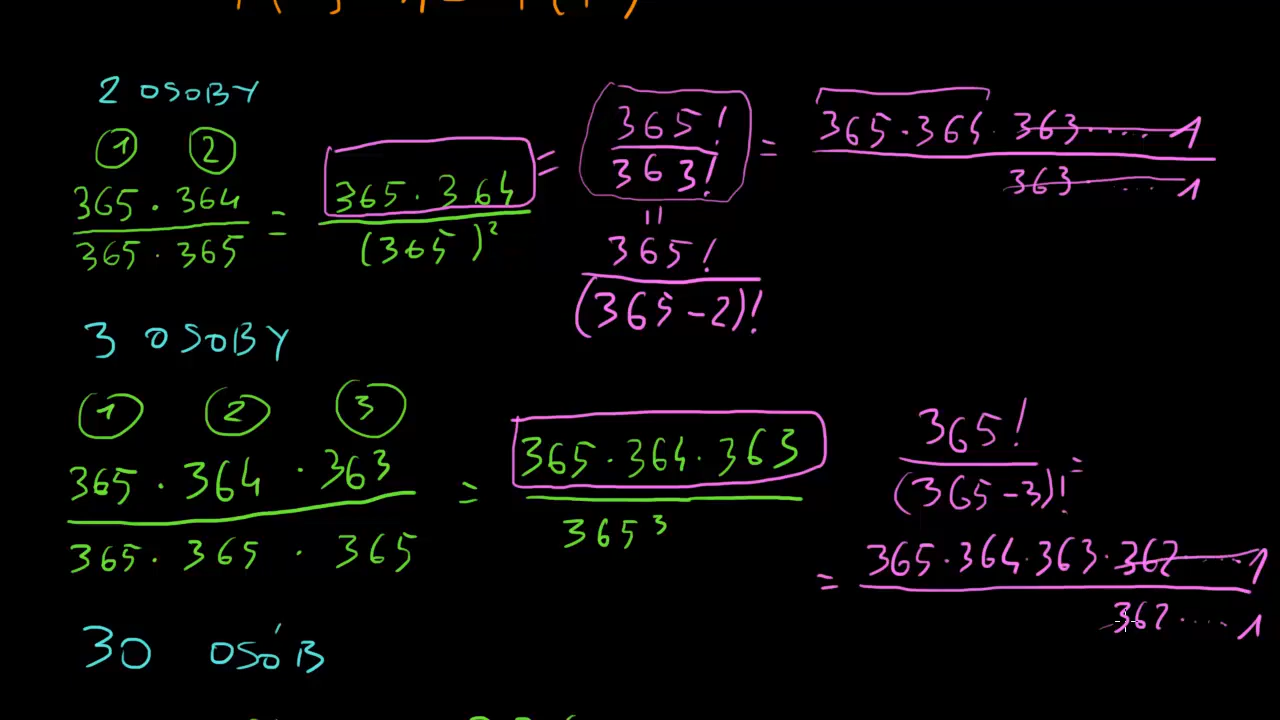 2 OSOBY
1 2
365 · 364 / 365 · 365 = 365 · 364 / (365)² = 365! / 363! = 365 · 364 · 363 ..... 1 / 363 .... 1
=
365! / (365 - 2)!
3 OSOBY
1 2 3
365 · 364 · 363 / 365 · 365 · 365 = 365 · 364 · 363 / 365³
365! / (365 - 3)! =
= 365 · 364 · 363 · 362 ..... 1 / 362 ..... 1
30 OSÓB